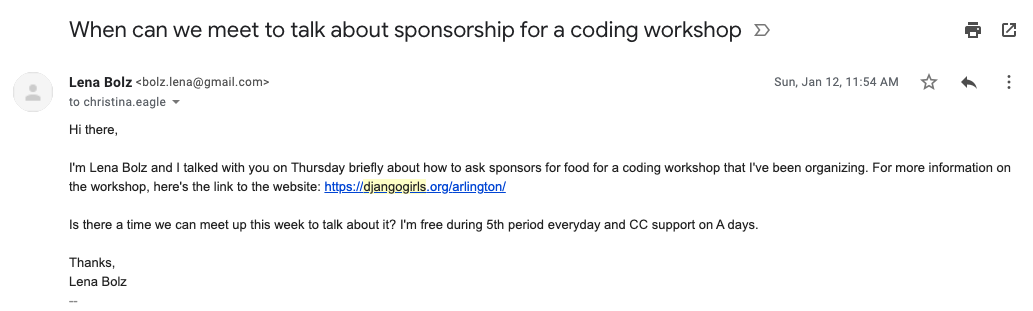 When can we meet to talk about sponsorship for a coding workshop
Lena Bolz <bolz.lena@gmail.com>
Sun, Jan 12, 11:54 AM
to christina.eagle
Hi there,
I'm Lena Bolz and I talked with you on Thursday briefly about how to ask sponsors for food for a coding workshop that I've been organizing. For more information on
the workshop, here's the link to the website: https://djangogirls.org/arlington/
Is there a time we can meet up this week to talk about it? I'm free during 5th period everyday and CC support on A days.
Thanks,
Lena Bolz
--